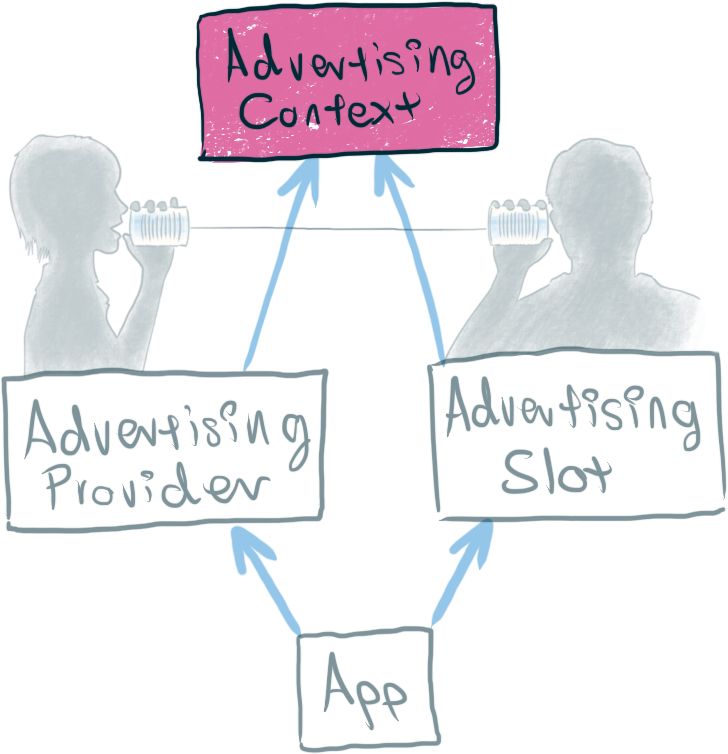 Advertising
Context
Advertising
Provider
Advertising
Slot
App